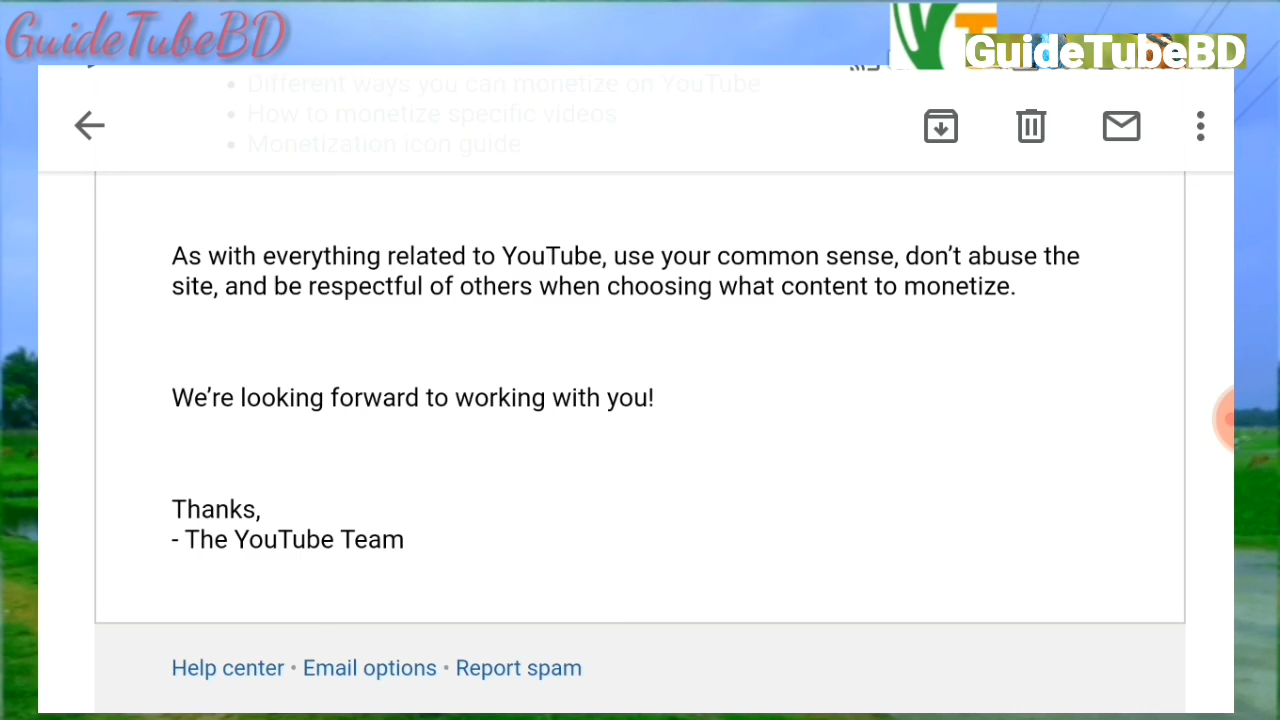 GuideTubeBD
GuideTubeBD
• Different ways you can monetize on YouTube
• How to monetize specific videos
• Monetization icon guide
As with everything related to YouTube, use your common sense, don’t abuse the
site, and be respectful of others when choosing what content to monetize.
We’re looking forward to working with you!
Thanks,
- The YouTube Team
Help center • Email options • Report spam